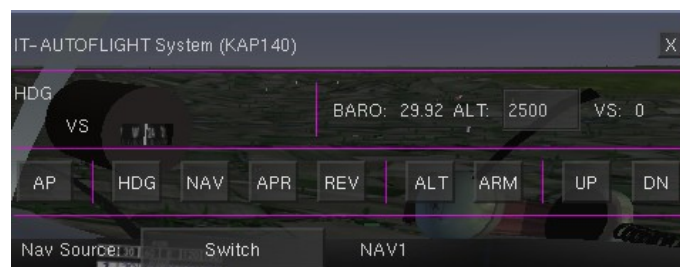 IT-AUTOFLIGHT System (KAP140) X
HDG
VS
BARO: 29.92 ALT: 2500 VS: 0
AP HDG NAV APR REV ALT ARM UP DN
Nav Source: Switch NAV1